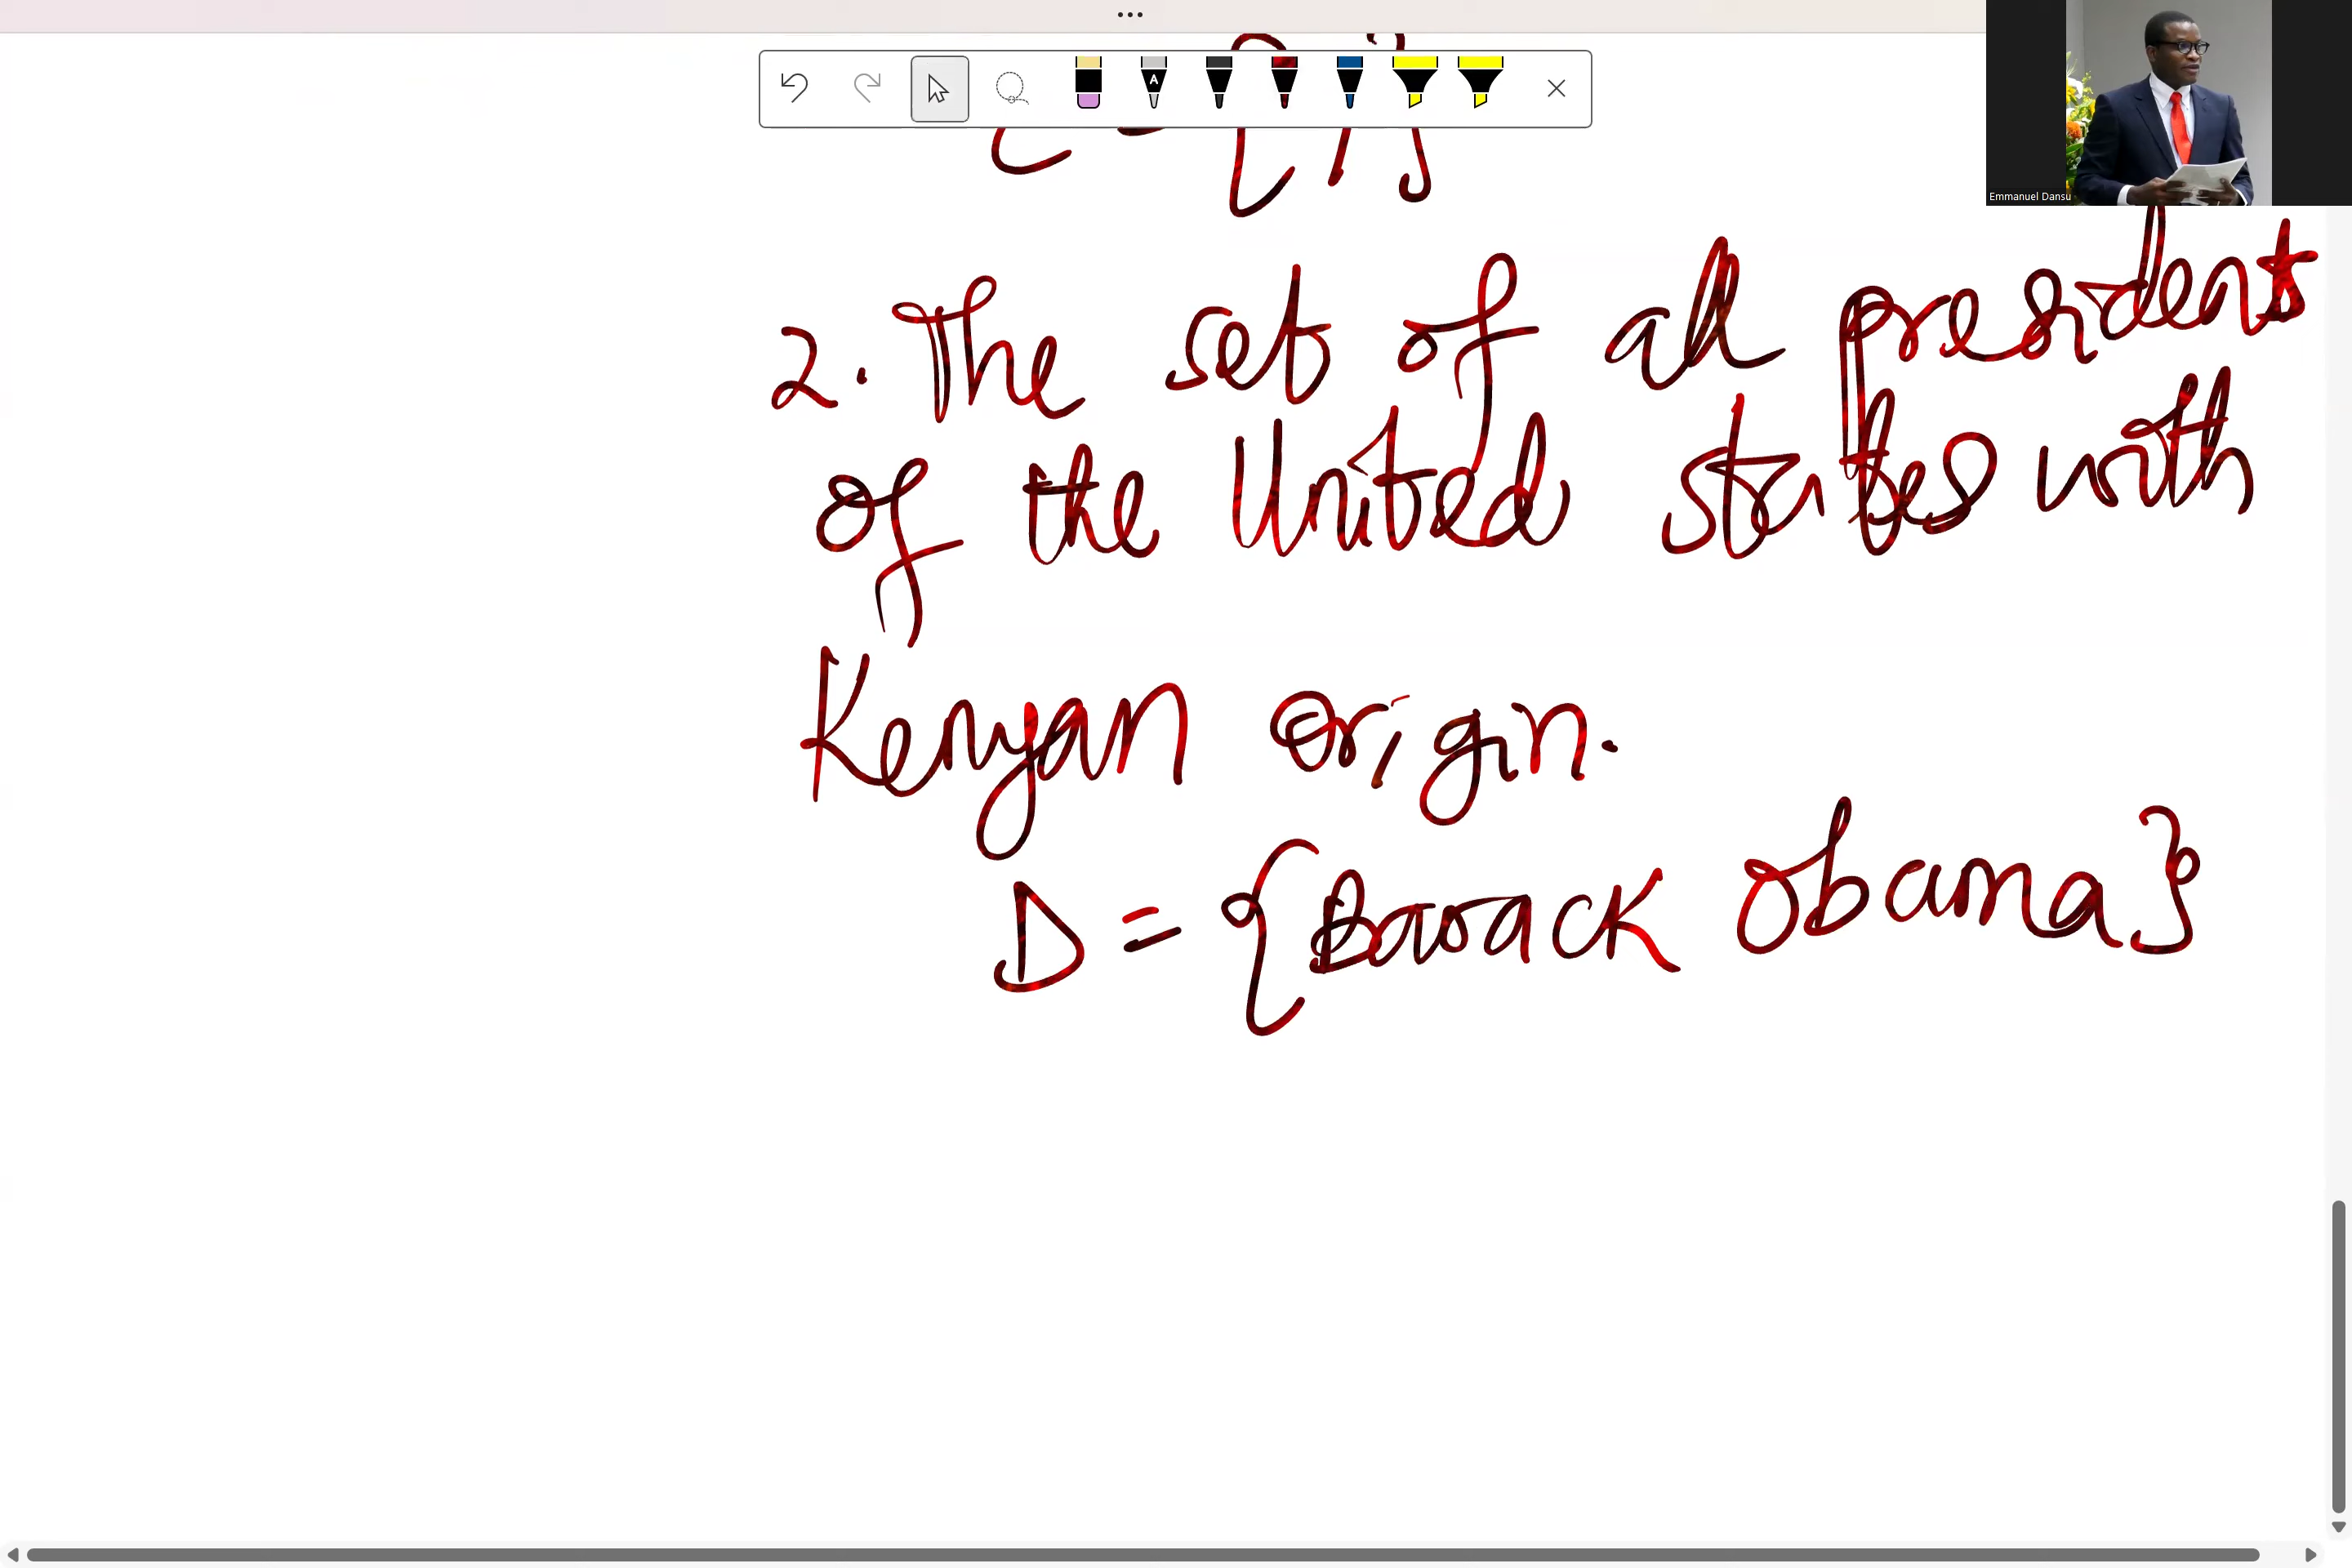 Emmanuel Dansu
2. The set of all presidents
of the United states with
Kenyan origin.
D = {Barack Obama}